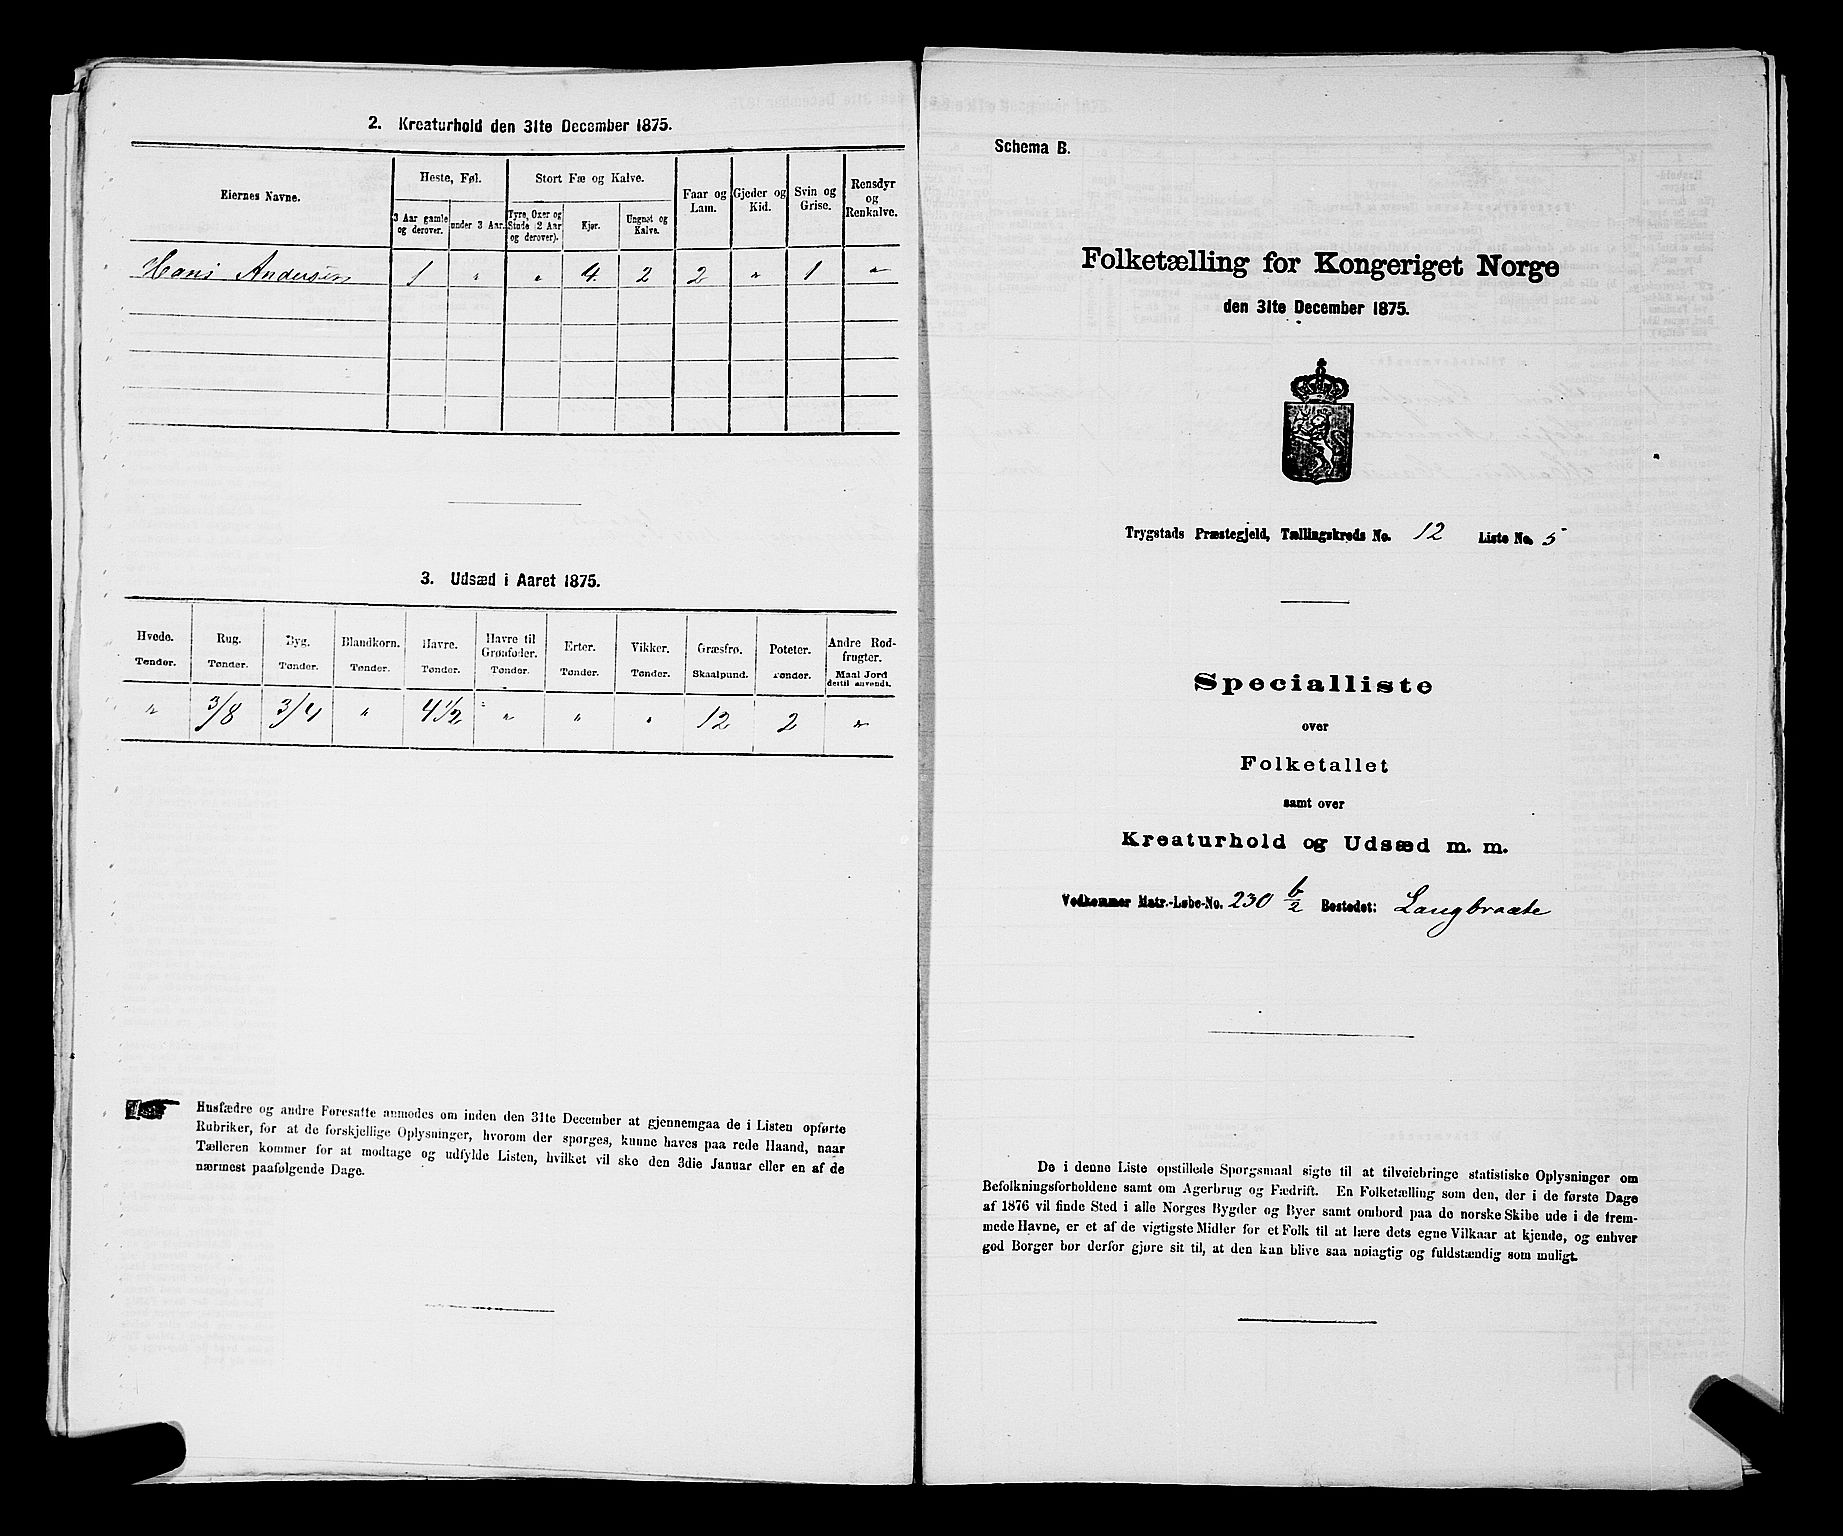 2. Kreaturhold den 31te December 1875.
Eiernes Navne.
Heste, Føl.
Stort Fæ og Kalve.
Faar og Lam.
Gjeder og Kid.
Svin og Grise.
Rensdyr og Renkalve.
3 Aar gamle og derover.
under 3 Aar.
Tyre, Oxer og Stude (2 Aar og derover).
Kjør.
Ungnøt og Kalve.
Hans Andersen 1 " " 4 2 2 " 1 "
3. Udsæd i Aaret 1875.
Hvede. Rug. Byg. Blandkorn. Havre. Havre til Grønfoder. Erter. Vikker. Græsfrø. Poteter. Andre Rodfrugter.
Tønder. Tønder. Tønder. Tønder. Tønder. Tønder. Tønder. Tønder. Skaalpund. Tønder. Maal Jord dertil anvendt.
" 3/8 3/4 " 4 1/2 " " " 12 2 "
Husfædre og andre Foresatte anmodes om inden den 31te December at gjennemgaa de i Listen opførte
Rubriker, for at de forskjellige Oplysninger, hvorom der spørges, kunne haves paa rede Haand, naar
Tælleren kommer for at modtage og udfylde Listen, hvilket vil ske den 3die Januar eller en af de
nærmest paafølgende Dage.
Schema B.
Folketælling for Kongeriget Norge
den 31te December 1875.
Trygstads Præstegjeld, Tællingskreds No. 12 Liste No. 5
Specialliste
over
Folketallet
samt over
Kreaturhold og Udsæd m. m.
Vedkommer Matr.-Løbe-No. 230 b/2 Bostedet: Langbraate
De i denne Liste opstillede Spørgsmaal sigte til at tilveiebringe statistiske Oplysninger om
Befolkningsforholdene samt om Agerbrug og Fædrift. En Folketælling som den, der i de første Dage
af 1876 vil finde Sted i alle Norges Bygder og Byer samt ombord paa de norske Skibe ude i de frem-
mede Havne, er et af de vigtigste Midler for et Folk til at lære dets egne Vilkaar at kjende, og enhver
god Borger bør derfor gjøre sit til, at den kan blive saa nøiagtig og fuldstændig som muligt.